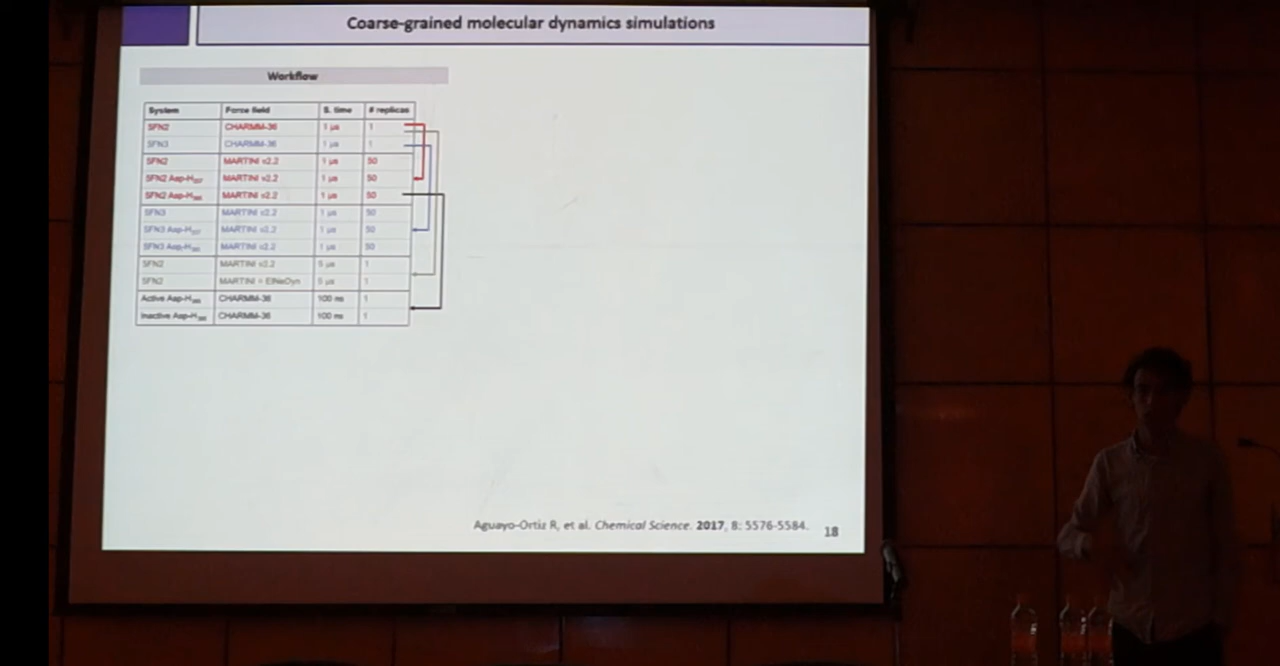 Coarse-grained molecular dynamics simulations
Workflow
System Force field S. time # replicas
SFN2 CHARMM-36 1 µs 1
SFN3 CHARMM-36 1 µs 1
SFN2 MARTINI v2.2 1 µs 50
SFN2 Asp-H MARTINI v2.2 1 µs 50
SFN2 Asp-H MARTINI v2.2 1 µs 50
SFN3 MARTINI v2.2 1 µs 50
SFN3 Asp-H MARTINI v2.2 1 µs 50
SFN3 Asp-H MARTINI v2.2 1 µs 50
SFN2 MARTINI v2.2 5 µs 1
SFN2 MARTINI + ElNeDyn 5 µs 1
Active Asp-H CHARMM-36 100 ns 1
Inactive Asp-H CHARMM-36 100 ns 1
Aguayo-Ortiz R, et al. Chemical Science. 2017, 8: 5576-5584.
18